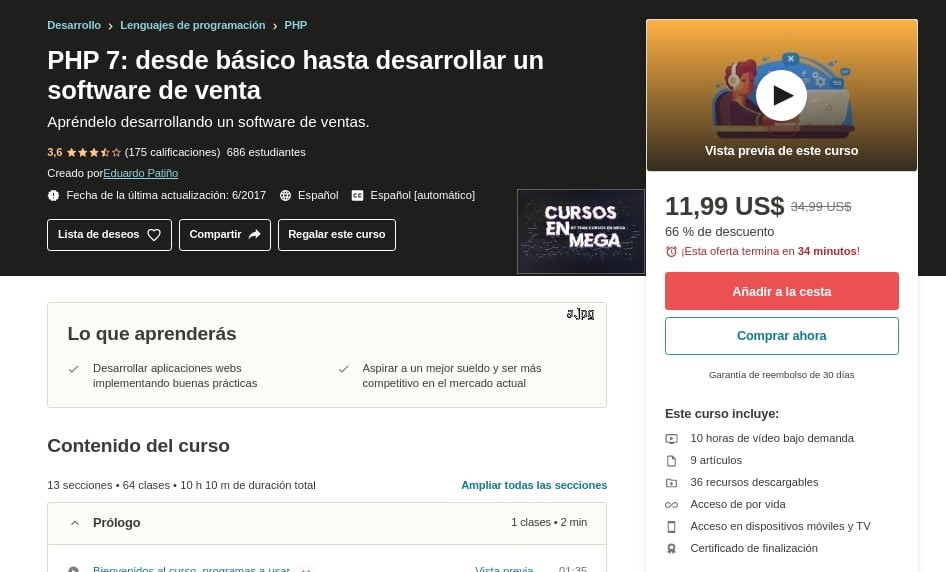 Desarrollo > Lenguajes de programación > PHP
PHP 7: desde básico hasta desarrollar un
software de venta
Apréndelo desarrollando un software de ventas.
3,6 (175 calificaciones) 686 estudiantes
Creado por Eduardo Patiño
Fecha de la última actualización: 6/2017 Español CC Español [automático]
Lista de deseos Compartir Regalar este curso
CURSOS
EN
MEGA
Vista previa de este curso
11,99 US$ 34,99 US$
66 % de descuento
¡Esta oferta termina en 34 minutos!
Añadir a la cesta
Comprar ahora
Garantía de reembolso de 30 días
Este curso incluye:
10 horas de vídeo bajo demanda
9 artículos
36 recursos descargables
Acceso de por vida
Acceso en dispositivos móviles y TV
Certificado de finalización
a.jpg
Lo que aprenderás
Desarrollar aplicaciones webs
implementando buenas prácticas
Aspirar a un mejor sueldo y ser más
competitivo en el mercado actual
Contenido del curso
13 secciones • 64 clases • 10 h 10 m de duración total Ampliar todas las secciones
Prólogo 1 clases • 2 min
Bienvenidos al curso, programas a usar Vista previa 01:35